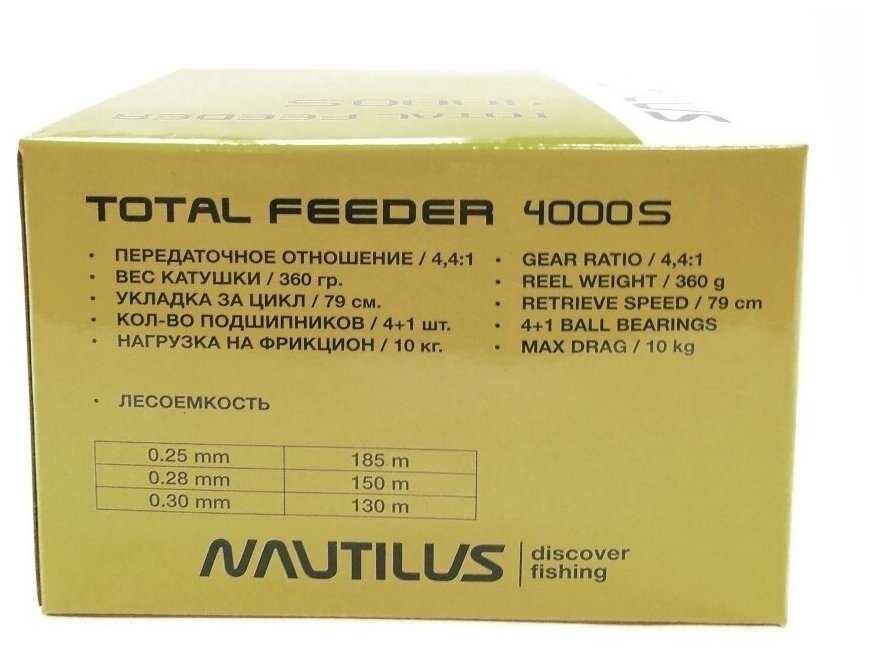 TOTAL FEEDER 4000S
TOTAL FEEDER 4000S
• ПЕРЕДАТОЧНОЕ ОТНОШЕНИЕ / 4,4:1
• ВЕС КАТУШКИ / 360 гр.
• УКЛАДКА ЗА ЦИКЛ / 79 см.
• КОЛ-ВО ПОДШИПНИКОВ / 4+1 шт.
• НАГРУЗКА НА ФРИКЦИОН / 10 кг.
• GEAR RATIO / 4,4:1
• REEL WEIGHT / 360 g
• RETRIEVE SPEED / 79 cm
• 4+1 BALL BEARINGS
• MAX DRAG / 10 kg
• ЛЕСОЕМКОСТЬ
0.25 mm 185 m
0.28 mm 150 m
0.30 mm 130 m
NAUTILUS
discover
fishing